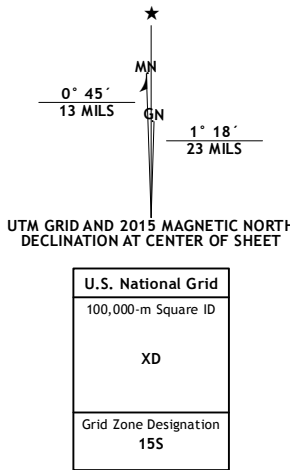 ★
MN
0° 45´
13 MILS
GN
1° 18´
23 MILS
UTM GRID AND 2015 MAGNETIC NORTH
DECLINATION AT CENTER OF SHEET
U.S. National Grid
100,000-m Square ID
XD
Grid Zone Designation
15S